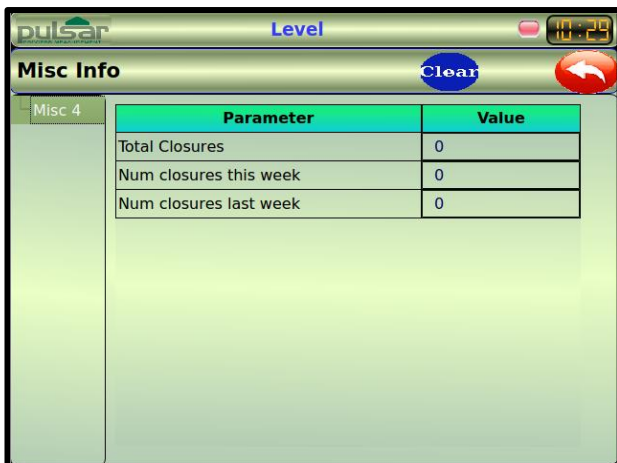 pulsar
Level
10:29
Misc Info
Clear
Misc 4
Parameter Value
Total Closures 0
Num closures this week 0
Num closures last week 0